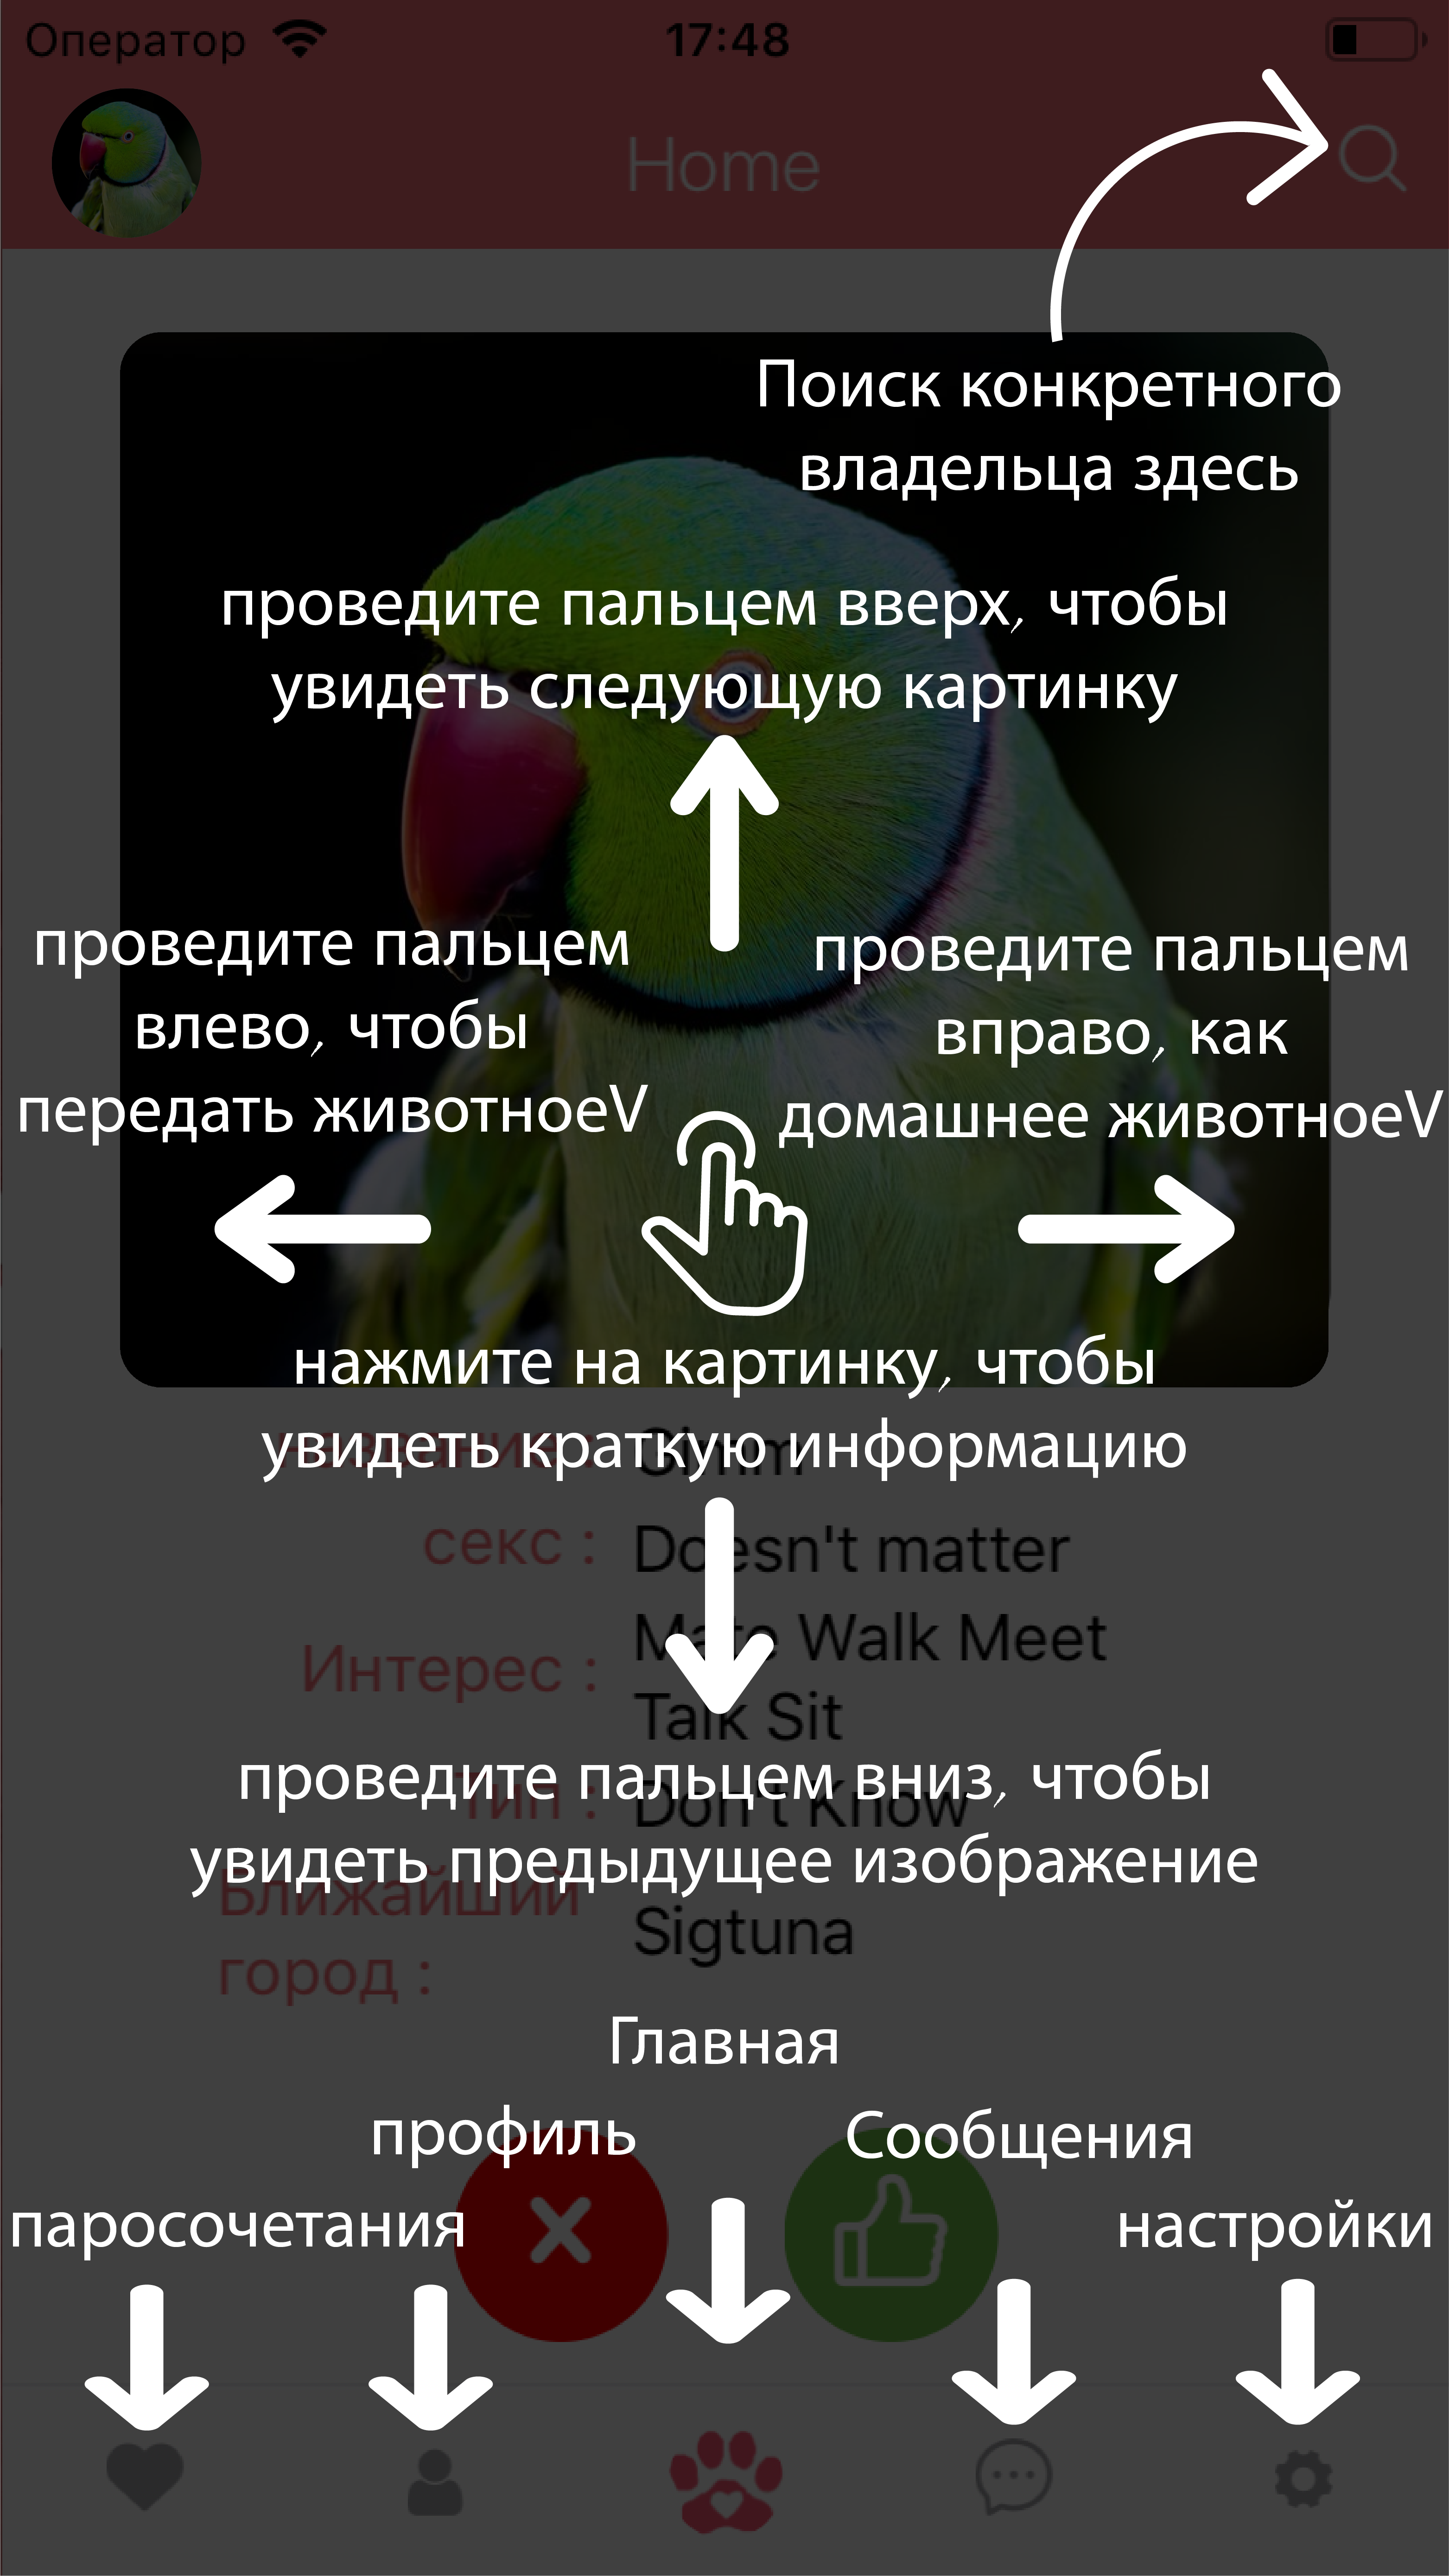 Оператор
17:48
Home
Поиск конкретного
владельца здесь
проведите пальцем вверх, чтобы
увидеть следующую картинку
проведите пальцем
влево, чтобы
передать животноеV
проведите пальцем
вправо, как
домашнее животноеV
нажмите на картинку, чтобы
увидеть краткую информацию
Gimm
секс : Doesn't matter
Интерес : Mate Walk Meet
Talk Sit
проведите пальцем вниз, чтобы
Тип : Don't Know
увидеть предыдущее изображение
Ближайший
город :
Sigtuna
Главная
профиль
Сообщения
паросочетания
настройки